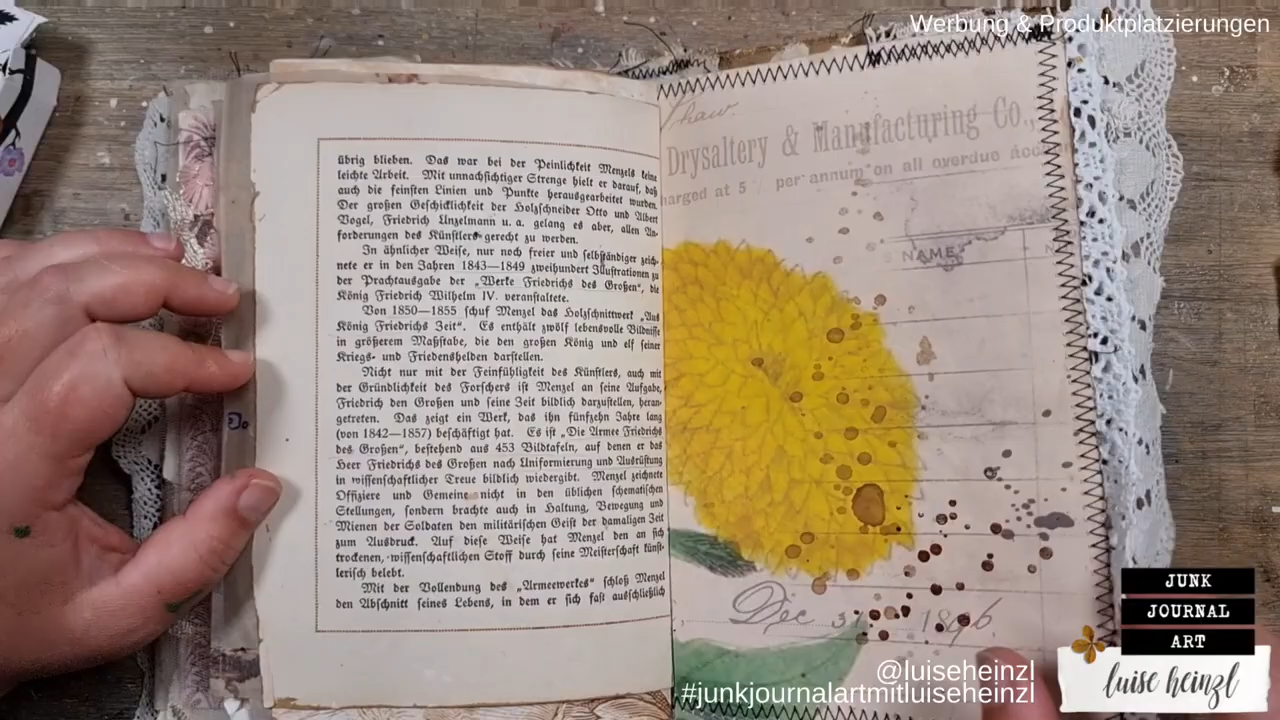 Werbung & Produktplatzierungen
übrig blieben. Das war bei der Peinlichkeit Menzels keine
leichte Arbeit. Mit unnachsichtiger Strenge hielt er darauf, daß
auch die feinsten Linien und Punkte herausgearbeitet wurden.
Der großen Geschicklichkeit der Holzschneider Otto und Albert
Vogel, Friedrich Unzelmann u. a. gelang es aber, allen An-
forderungen des Künstlers gerecht zu werden.
In ähnlicher Weise, nur noch freier und selbständiger zeich-
nete er in den Jahren 1843—1849 zweihundert Illustrationen zu
der Prachtausgabe der „Werke Friedrichs des Großen“, die
König Friedrich Wilhelm IV. veranstaltete.
Von 1850—1855 schuf Menzel das Holzschnittwerk „Aus
König Friedrichs Zeit“. Es enthält zwölf lebensvolle Bildnisse
in größerem Maßstabe, die den großen König und elf seiner
Kriegs- und Friedenshelden darstellen.
Nicht nur mit der Feinfühligkeit des Künstlers, auch mit
der Gründlichkeit des Forschers ist Menzel an seine Aufgabe,
Friedrich den Großen und seine Zeit bildlich darzustellen, heran-
getreten. Das zeigt ein Werk, das ihn fünfzehn Jahre lang
(von 1842—1857) beschäftigt hat. Es ist „Die Armee Friedrichs
des Großen“, bestehend aus 453 Bildtafeln, auf denen er das
Heer Friedrichs des Großen nach Uniformierung und Ausrüstung
in wissenschaftlicher Treue bildlich wiedergibt. Menzel zeichnete
Offiziere und Gemeine nicht in den üblichen schematischen
Stellungen, sondern brachte auch in Haltung, Bewegung und
Mienen der Soldaten den militärischen Geist der damaligen Zeit
zum Ausdruck. Auf diese Weise hat Menzel den an sich
trockenen, wissenschaftlichen Stoff durch seine Meisterschaft künst-
lerisch belebt.
Mit der Vollendung des „Armeewerkes“ schloß Menzel
den Abschnitt seines Lebens, in dem er sich fast ausschließlich
Shaw.
Drysaltery & Manufacturing Co.,
harged at 5 per annum on all overdue acco
NAME
N
Dec 31, 1896.
JUNK
JOURNAL
ART
luise heinzl
@luiseheinzl
#junkjournalartmitluiseheinzl